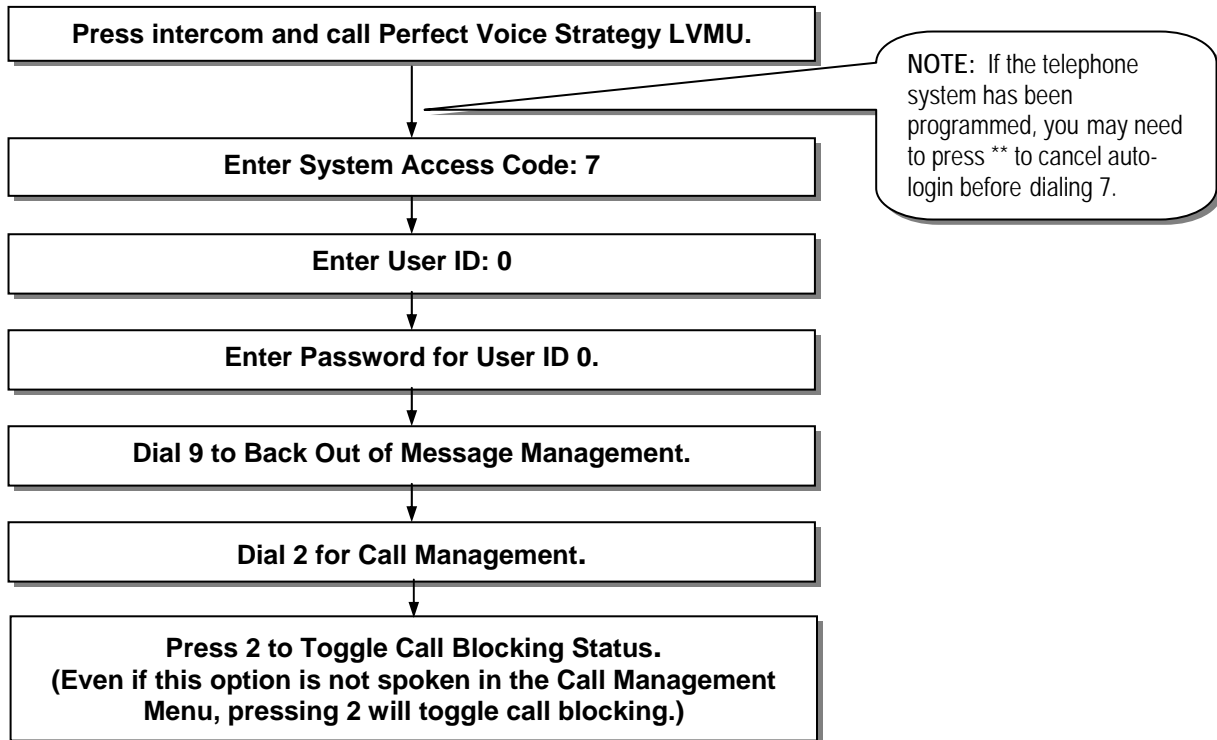 Press intercom and call Perfect Voice Strategy LVMU.
NOTE: If the telephone
system has been
programmed, you may need
to press ** to cancel auto-
login before dialing 7.
Enter System Access Code: 7
Enter User ID: 0
Enter Password for User ID 0.
Dial 9 to Back Out of Message Management.
Dial 2 for Call Management.
Press 2 to Toggle Call Blocking Status.
(Even if this option is not spoken in the Call Management
Menu, pressing 2 will toggle call blocking.)